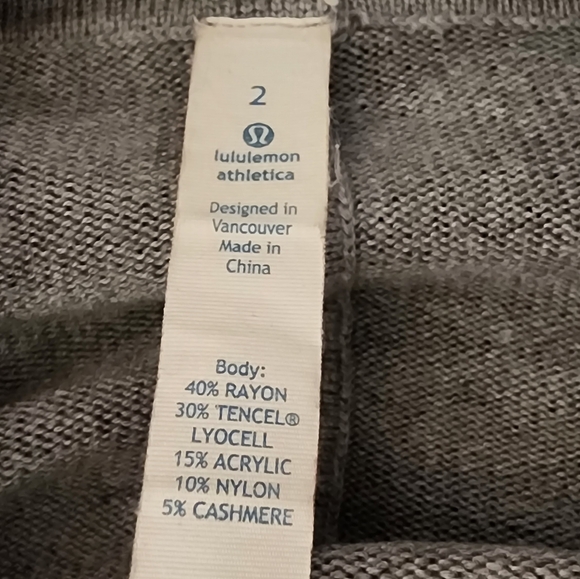 2
lululemon
athletica
Designed in
Vancouver
Made in
China
Body:
40% RAYON
30% TENCEL®
LYOCELL
15% ACRYLIC
10% NYLON
5% CASHMERE